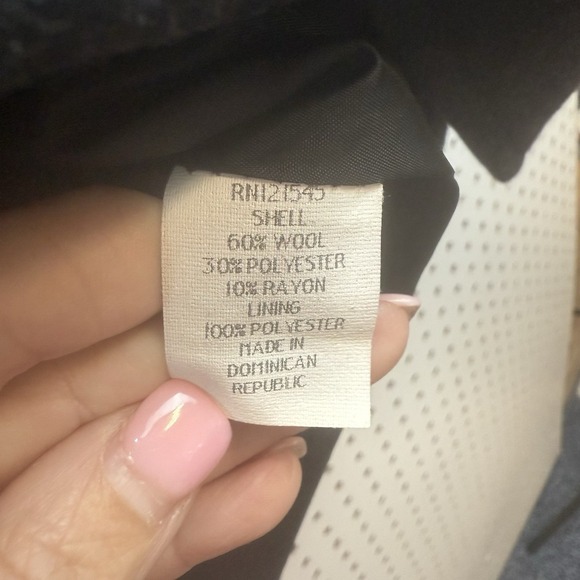 RN121545
SHELL
60% WOOL
30% POLYESTER
10% RAYON
LINING
100% POLYESTER
MADE IN
DOMINICAN
REPUBLIC